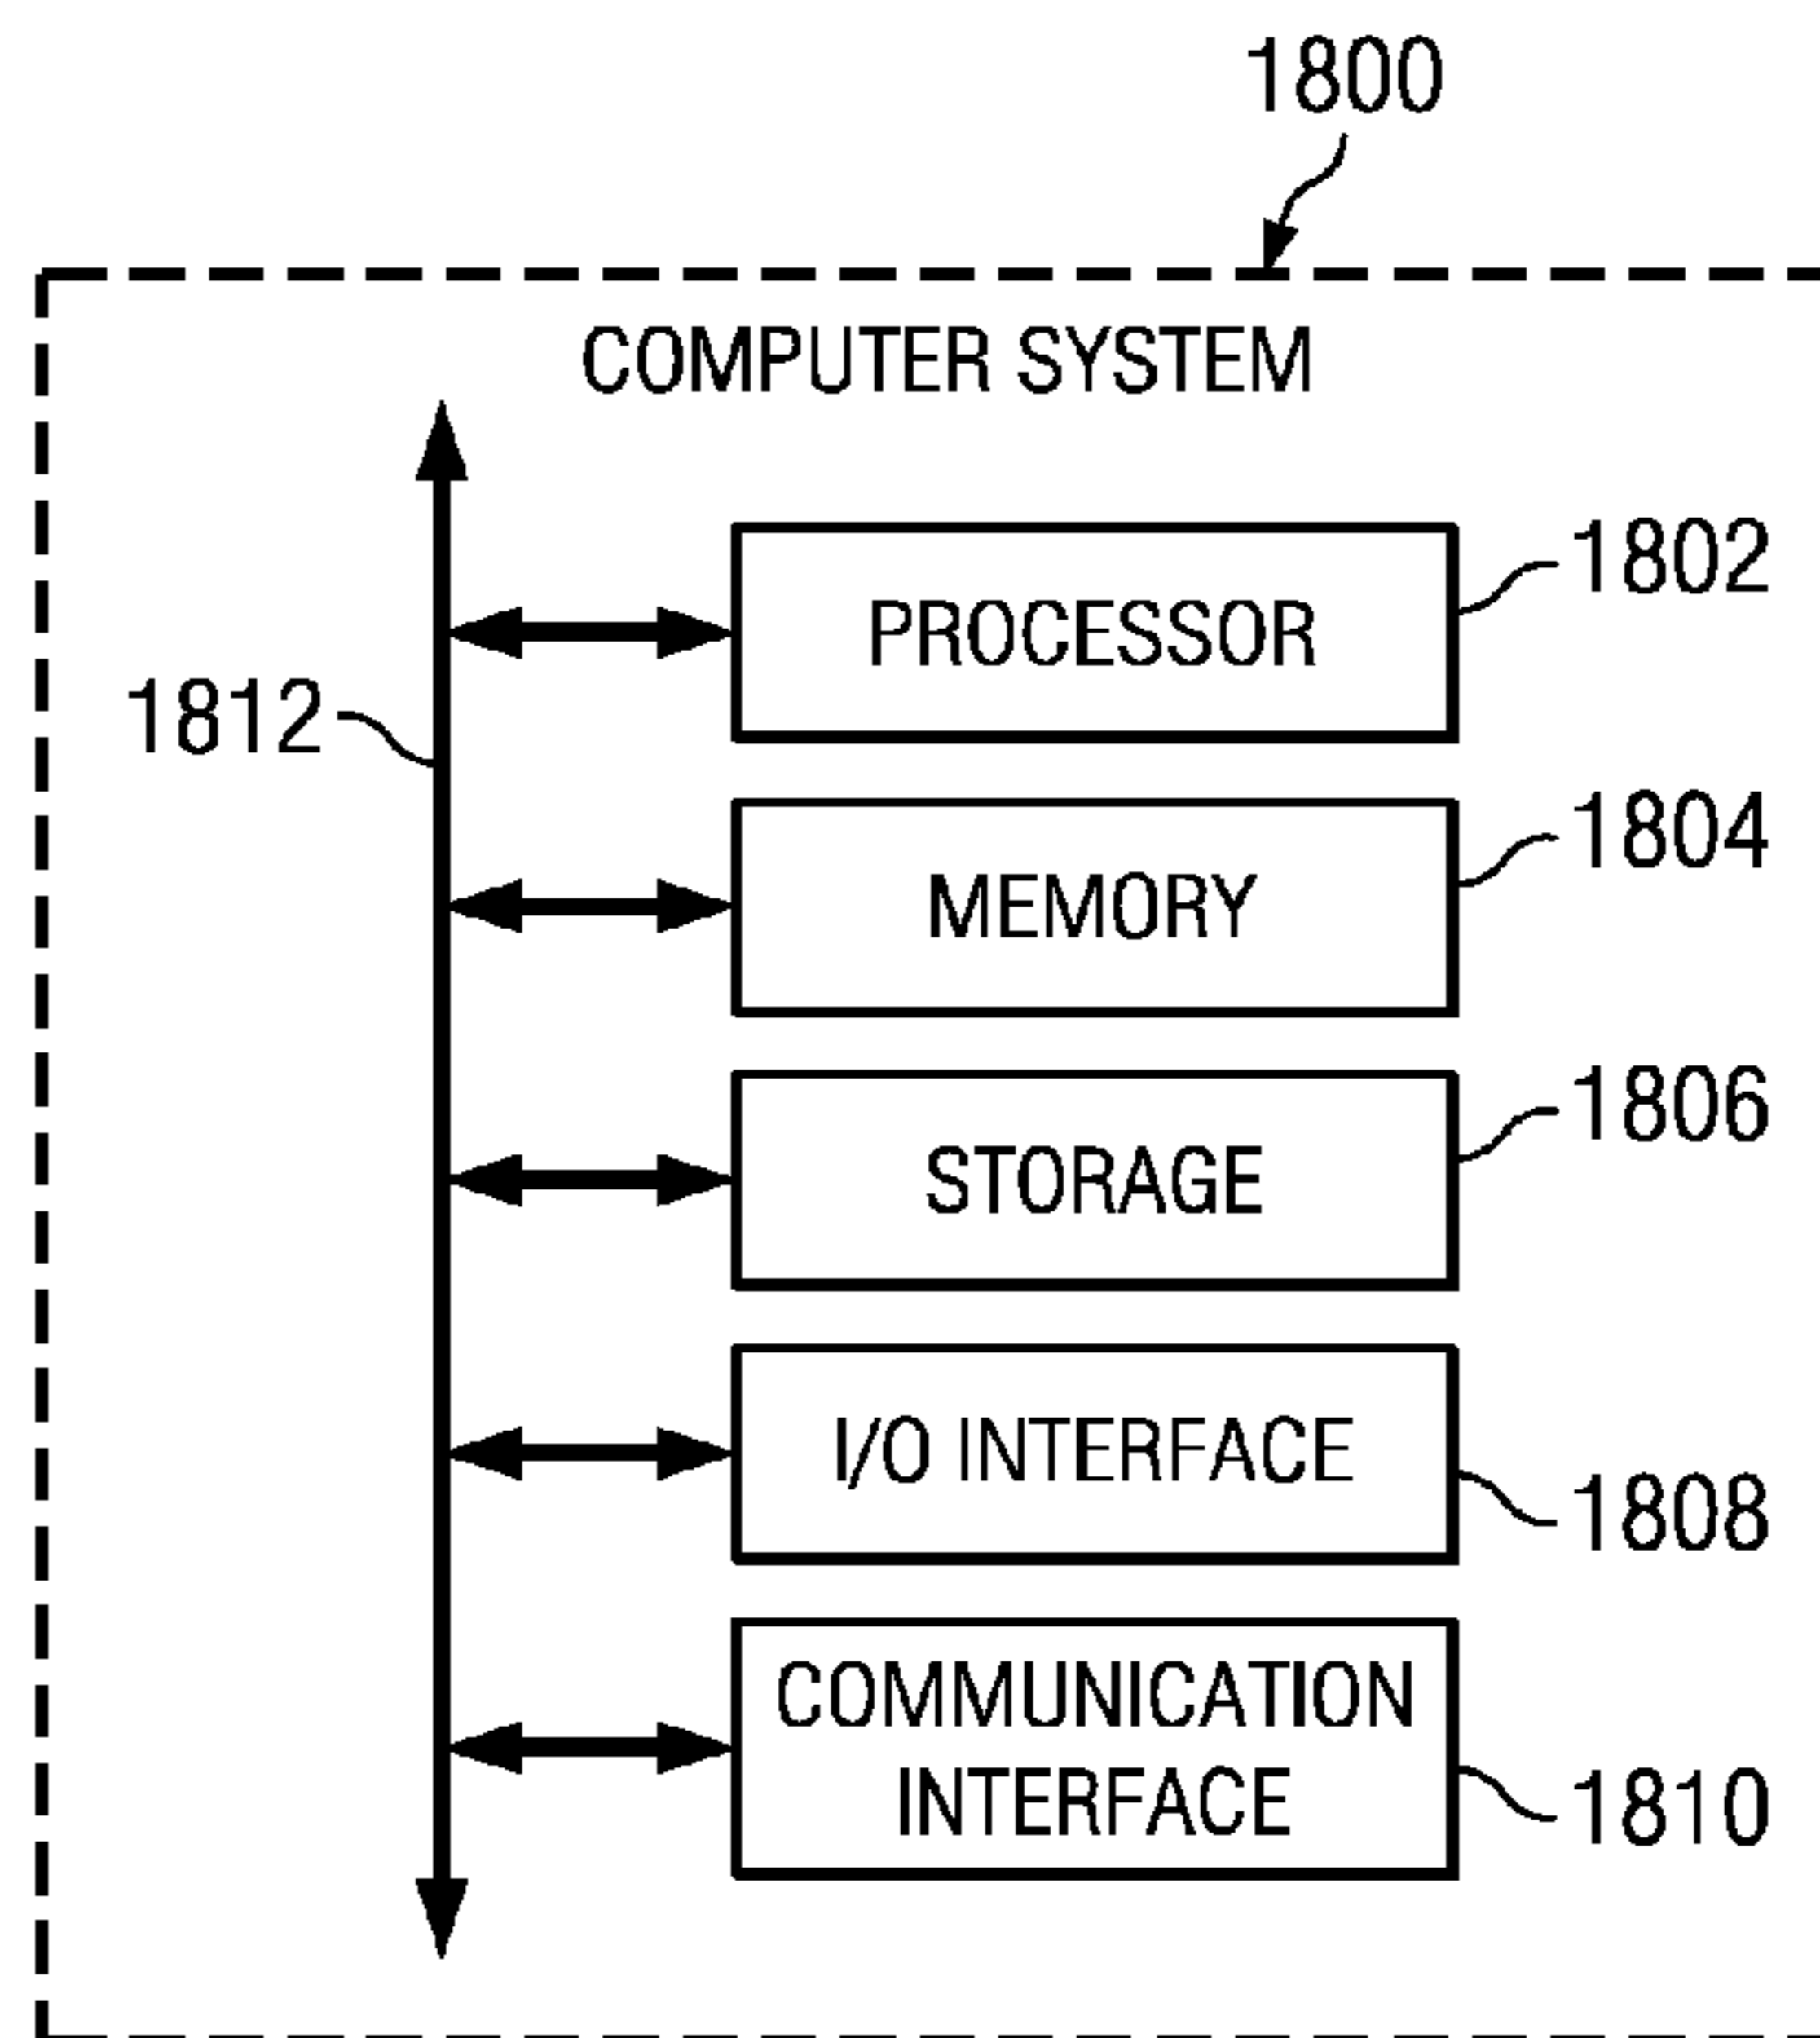 1800
COMPUTER SYSTEM
PROCESSOR
1802
1812
MEMORY
1804
STORAGE
1806
I/O INTERFACE
1808
COMMUNICATION
INTERFACE
1810